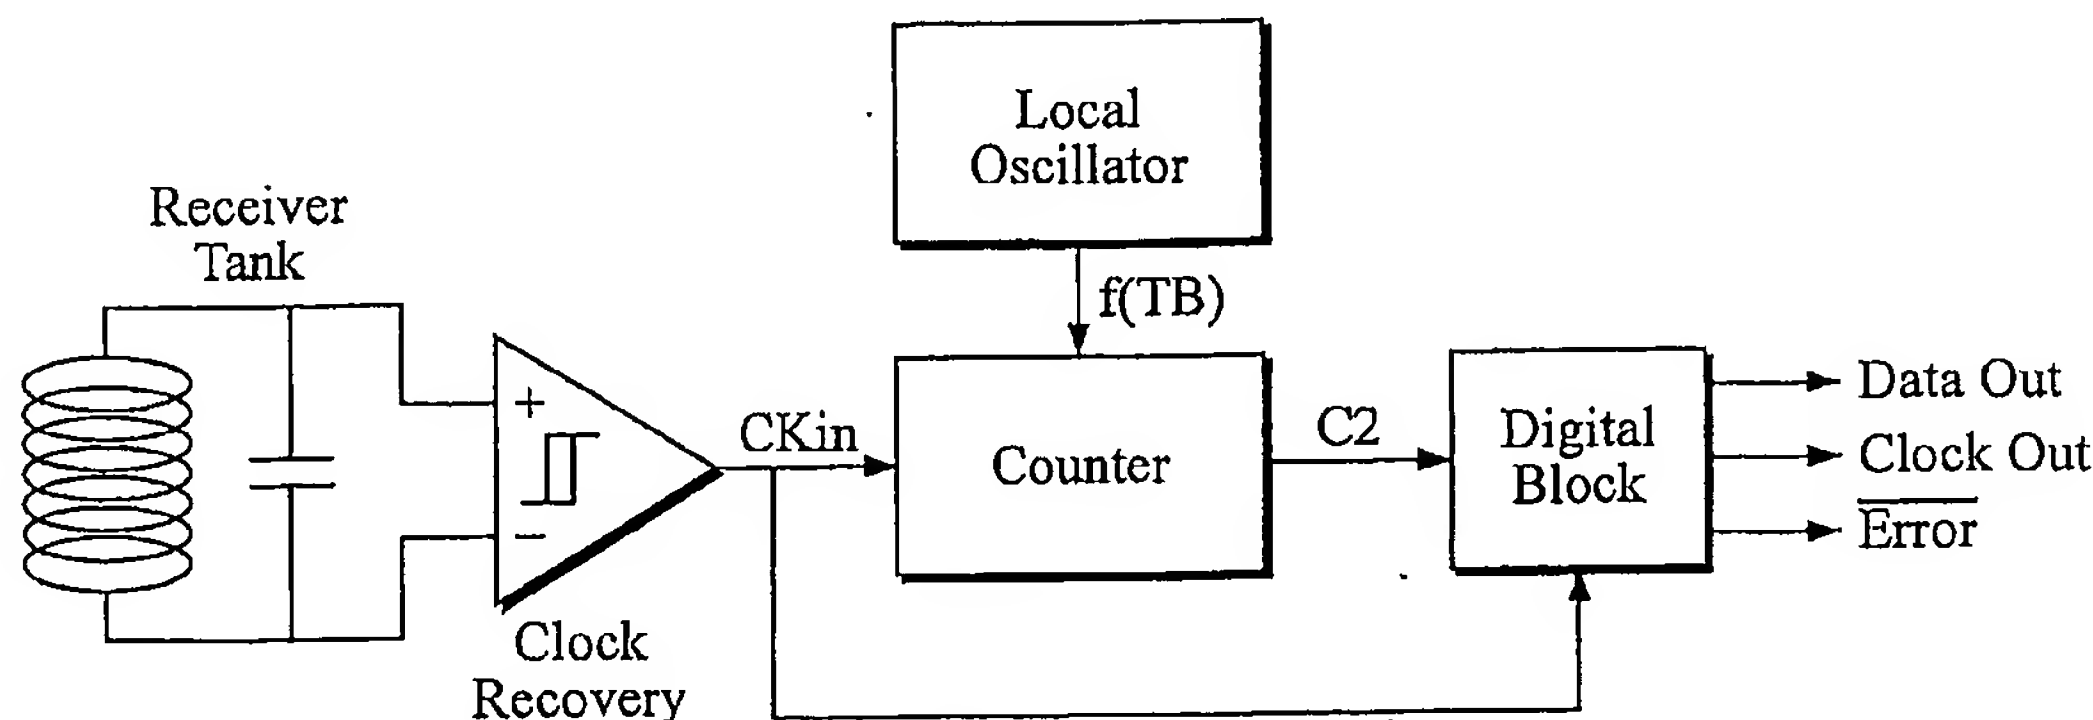 Local
Oscillator
Receiver
Tank
f(TB)
+
CKin
Counter
C2
Digital
Block
Data Out
Clock Out
Error
−
Clock
Recovery